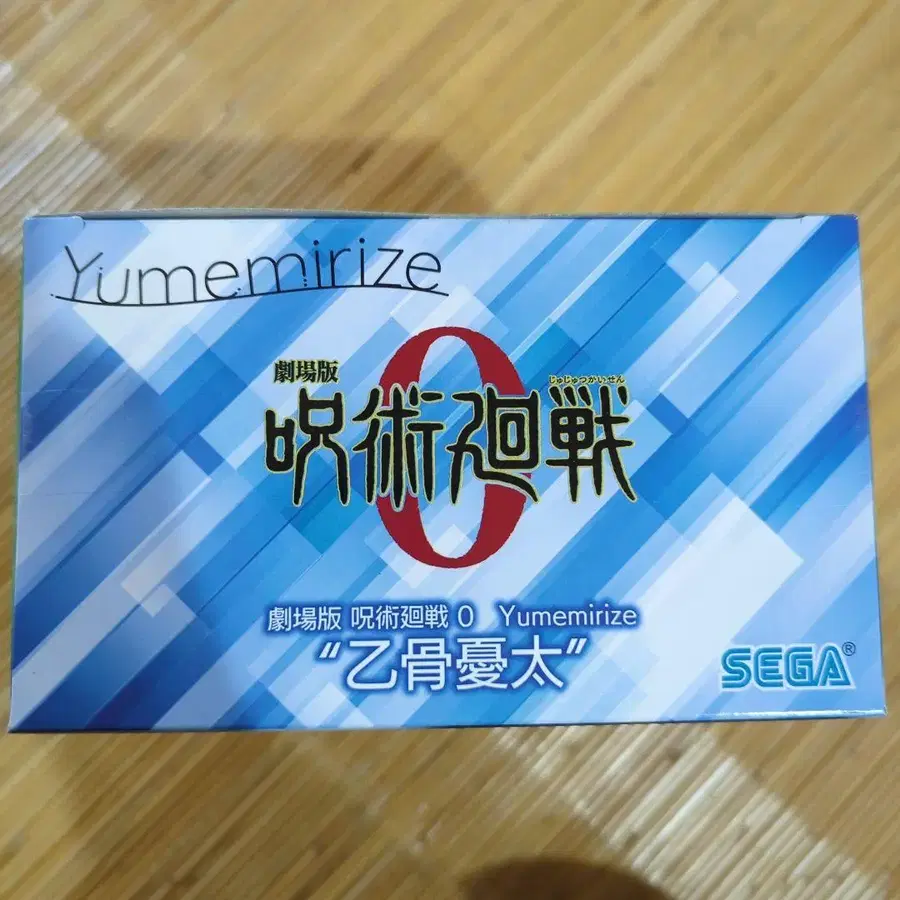 Yumemirize
劇場版
じゅじゅつかいせん
呪術廻戦
0
劇場版 呪術廻戦 0 Yumemirize
“乙骨憂太”
SEGA®